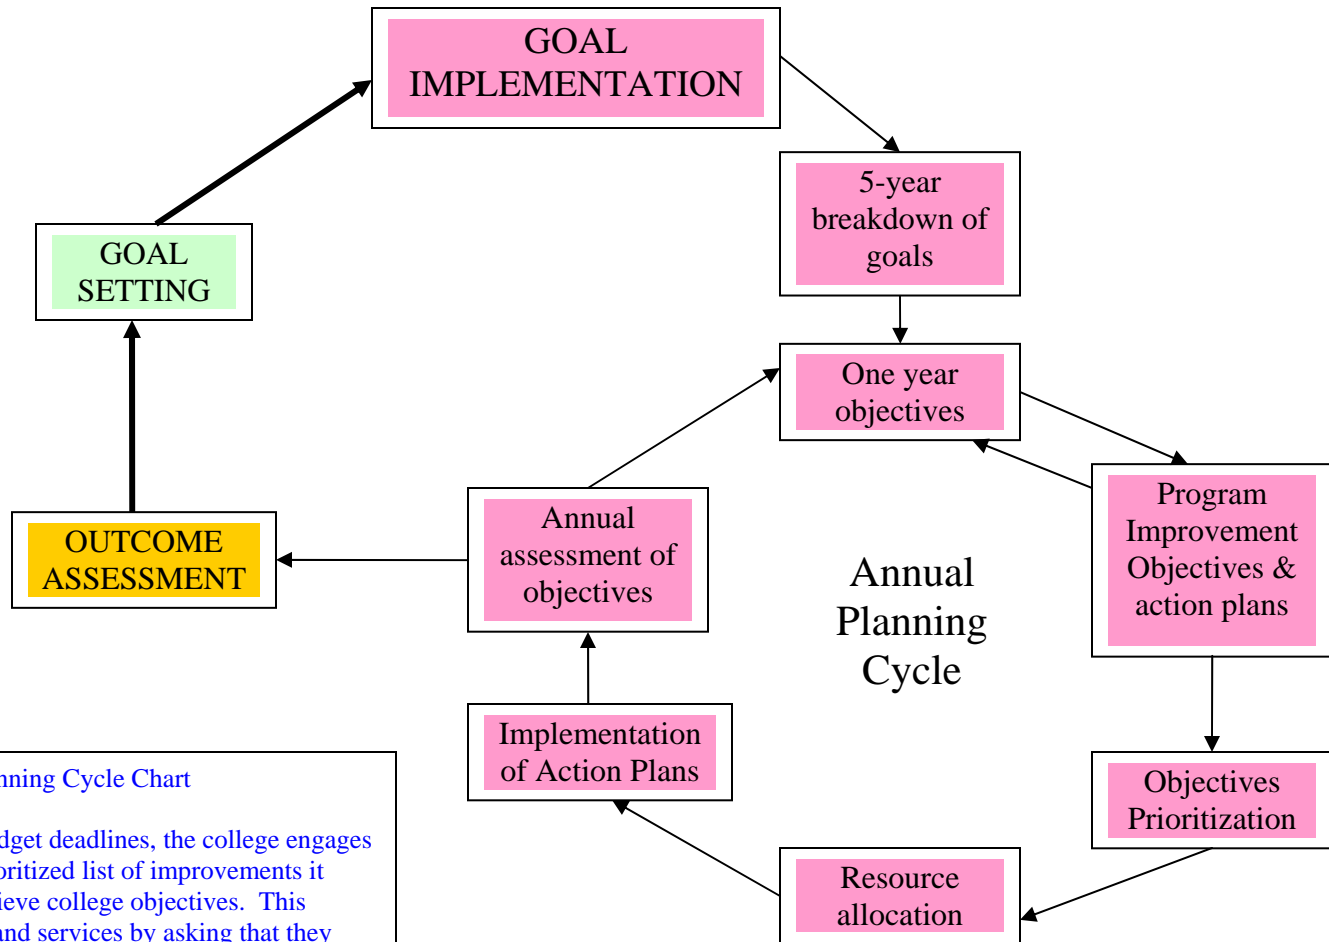 GOAL
IMPLEMENTATION
5-year
breakdown of
goals
GOAL
SETTING
One year
objectives
Program
Improvement
Objectives &
action plans
Annual
assessment of
objectives
OUTCOME
ASSESSMENT
Annual
Planning
Cycle
Implementation
of Action Plans
Objectives
Prioritization
Resource
allocation
nning Cycle Chart
dget deadlines, the college engages
oritized list of improvements it
ieve college objectives. This
and services by asking that they